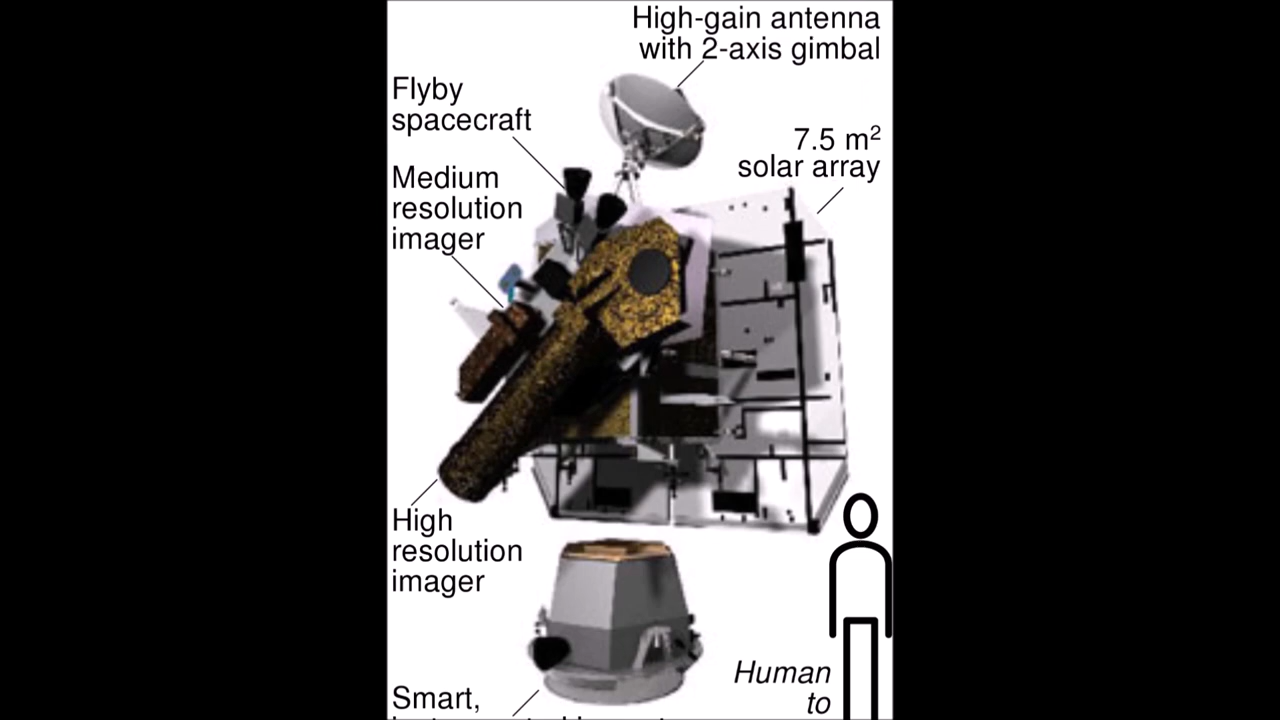 High-gain antenna
with 2-axis gimbal
Flyby
spacecraft
7.5 m²
solar array
Medium
resolution
imager
High
resolution
imager
Human
to
Smart,